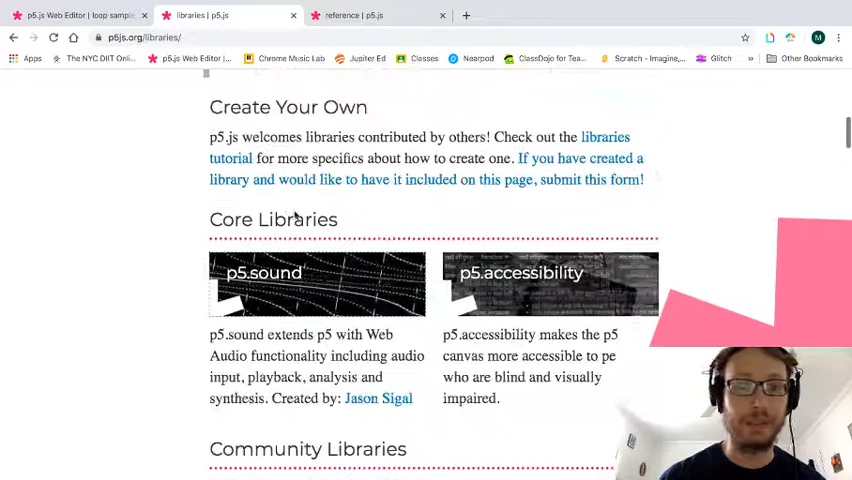 p5.js Web Editor | loop sample
libraries | p5.js
reference | p5.js
p5js.org/libraries/
M
Apps
The NYC DIIT Onli...
p5.js Web Editor |...
Chrome Music Lab
Jupiter Ed
Classes
Nearpod
ClassDojo for Tea...
Scratch - Imagine,...
Glitch
»
Other Bookmarks
Create Your Own
p5.js welcomes libraries contributed by others! Check out the libraries
tutorial for more specifics about how to create one. If you have created a
library and would like to have it included on this page, submit this form!
Core Libraries
p5.sound
p5.sound extends p5 with Web
Audio functionality including audio
input, playback, analysis and
synthesis. Created by: Jason Sigal
p5.accessibility
p5.accessibility makes the p5
canvas more accessible to pe
who are blind and visually
impaired.
Community Libraries